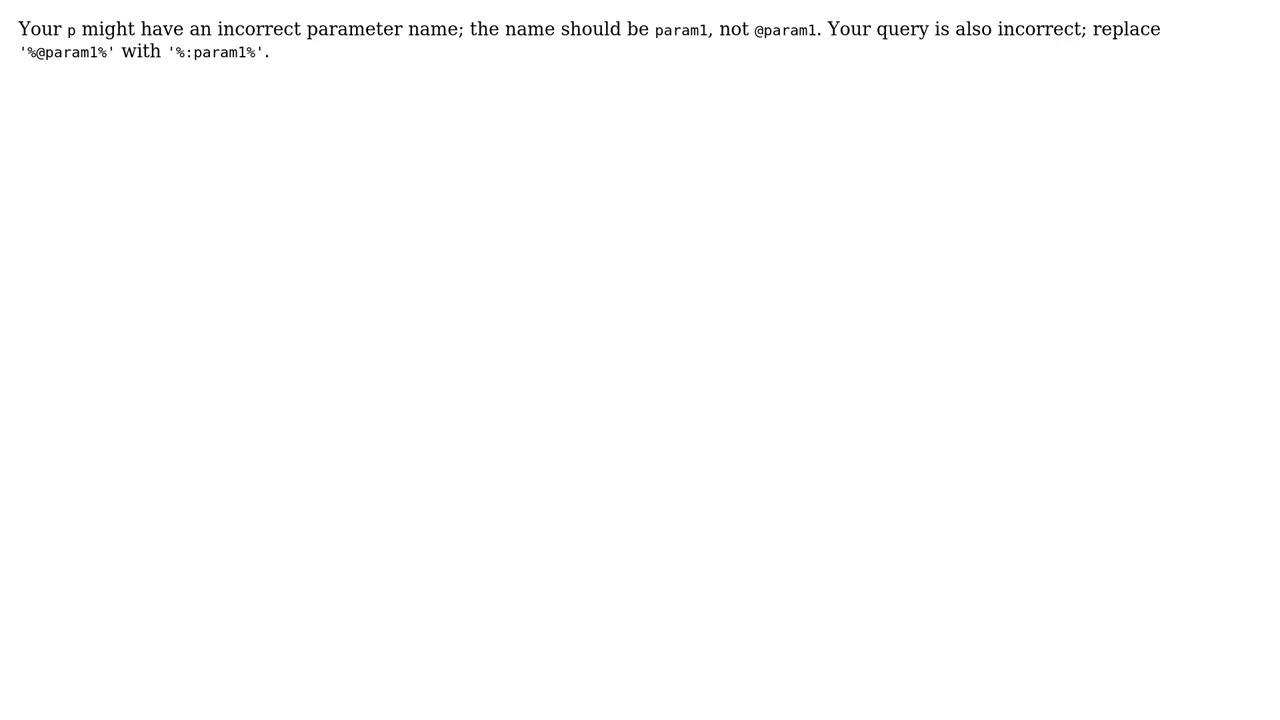 Your p might have an incorrect parameter name; the name should be param1, not @param1. Your query is also incorrect; replace
'%@param1%' with '%:param1%'.